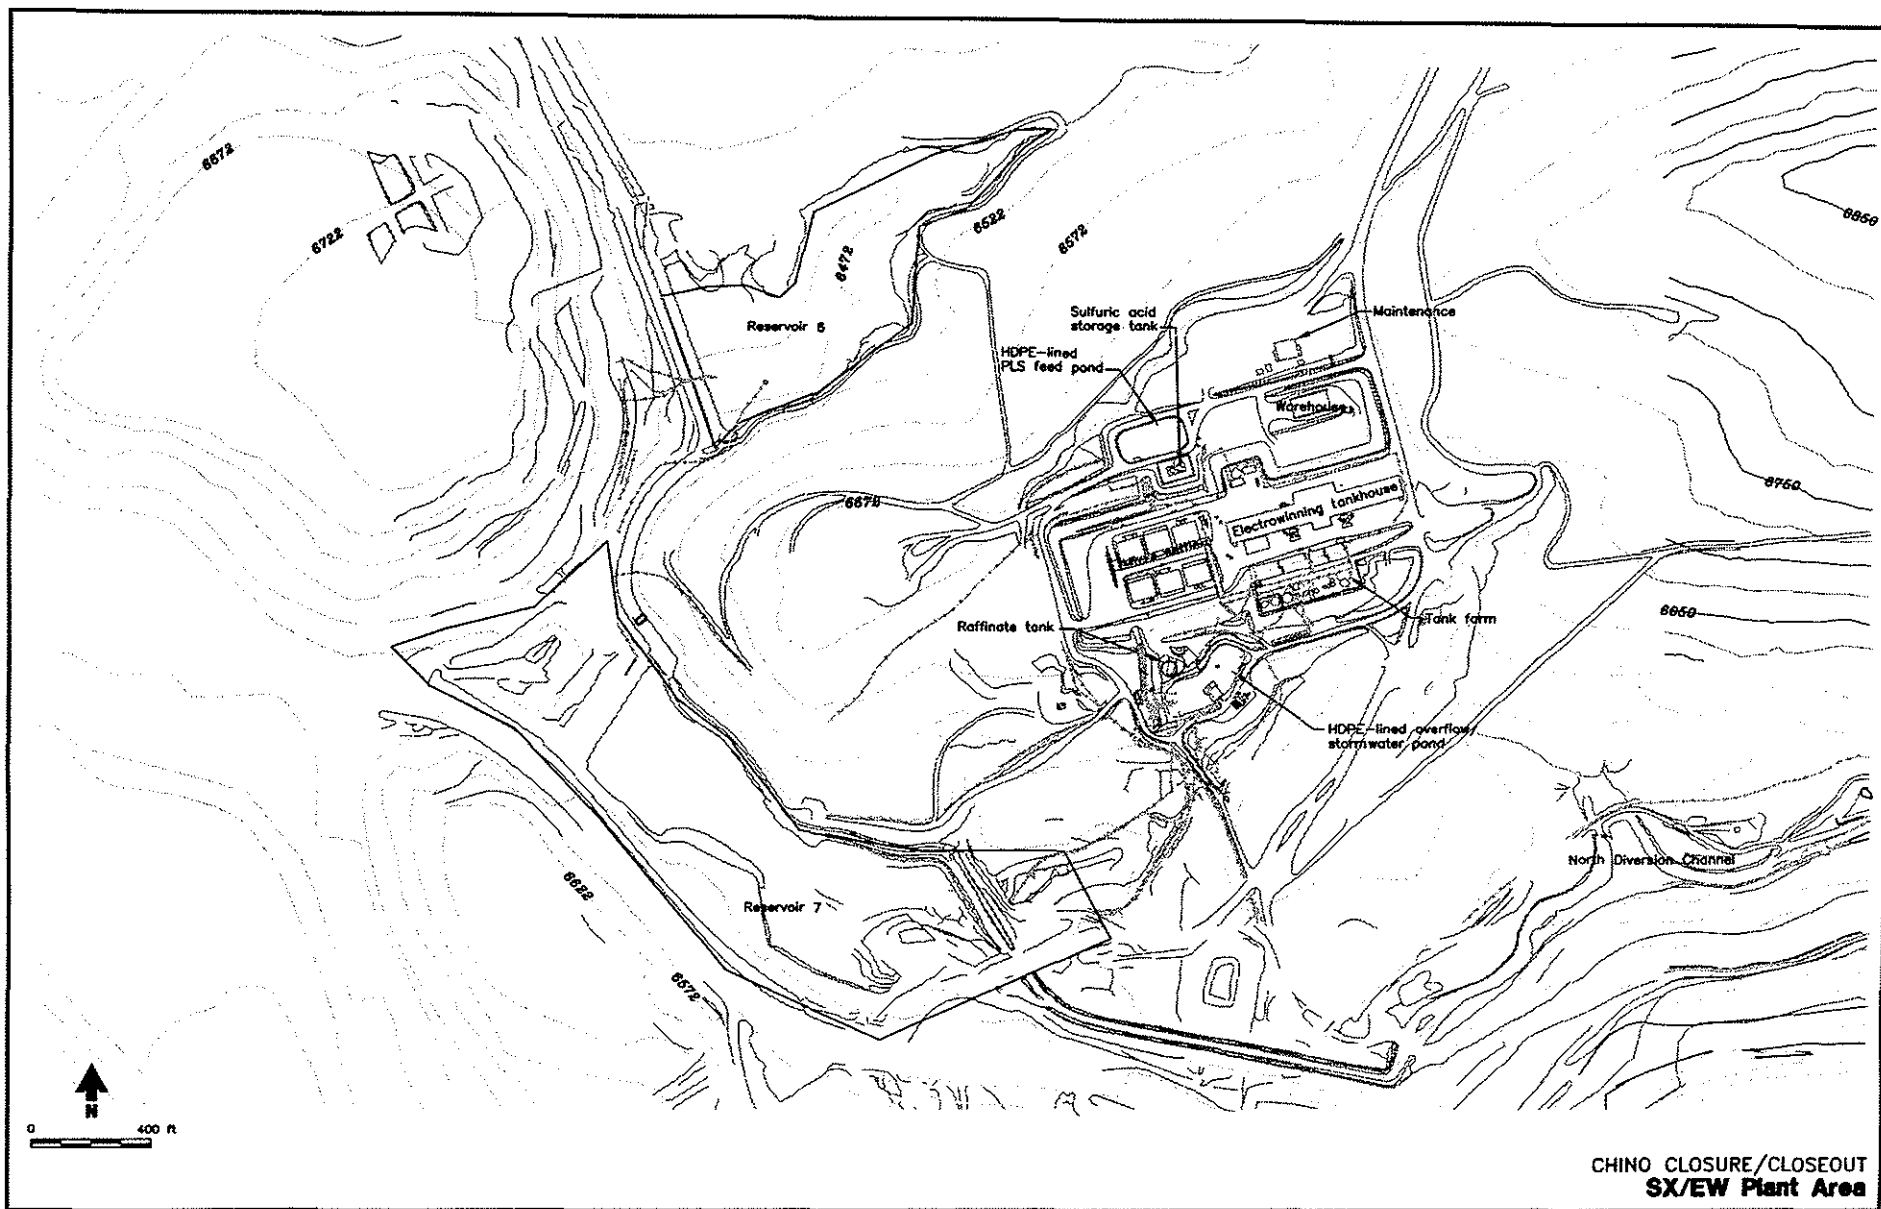 6672
6722
6472
6522
6572
6850
Reservoir 6
Sulfuric acid
storage tank
Maintenance
HDPE-lined
PLS feed pond
Warehouse
6672
6750
Electrowinning tankhouse
6650
Raffinate tank
Tank farm
HDPE-lined overflow/
stormwater pond
North Diversion Channel
6622
Reservoir 7
6572
N
0 400 ft
CHINO CLOSURE/CLOSEOUT
SX/EW Plant Area